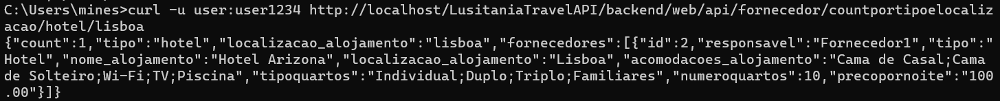 C:\Users\mines>curl -u user:user1234 http://localhost/LusitaniaTravelAPI/backend/web/api/fornecedor/countportipoelocaliz
acao/hotel/lisboa
{"count":1,"tipo":"hotel","localizacao_alojamento":"lisboa","fornecedores":[{"id":2,"responsavel":"Fornecedor1","tipo":"
Hotel","nome_alojamento":"Hotel Arizona","localizacao_alojamento":"Lisboa","acomodacoes_alojamento":"Cama de Casal;Cama
de Solteiro;Wi-Fi;TV;Piscina","tipoquartos":"Individual;Duplo;Triplo;Familiares","numeroquartos":10,"precopornoite":"100
.00"}]}